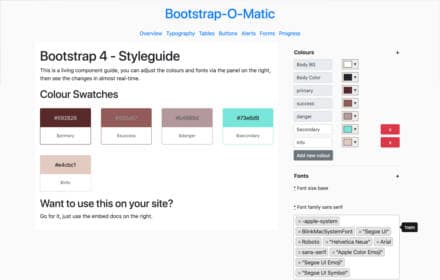 Bootstrap-O-Matic
Overview Typography Tables Buttons Alerts Forms Progress
Bootstrap 4 - Styleguide
This is a living component guide, you can adjust the colours and fonts via the panel on the right,
then see the changes in almost real-time.
Colour Swatches
$primary
$success
$danger
#73e8d9
$secondary
#e4cbc1
$info
Want to use this on your site?
Go for it, just use the embed docs on the right.
Colours
Body BG
Body Color
primary
success
danger
Secondary
x
info
x
Add new colour
Fonts
Font size base
Font family sans serif
× -apple-system
× BlinkMacSystemFont × "Segoe UI"
× Roboto × "Helvetica Neue" × Arial
× sans-serif × "Apple Color Emoji"
× "Segoe UI Emoji"
× "Segoe UI Symbol"